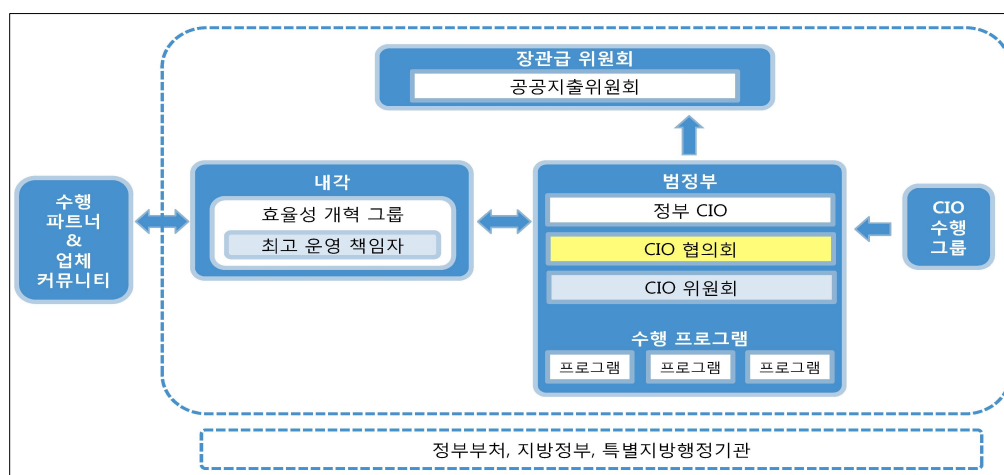 장관급 위원회
공공지출위원회
수행
파트너
&
업체
커뮤니티
내각
효율성 개혁 그룹
최고 운영 책임자
범정부
정부 CIO
CIO 협의회
CIO 위원회
수행 프로그램
프로그램
프로그램
프로그램
CIO
수행
그룹
정부부처, 지방정부, 특별지방행정기관